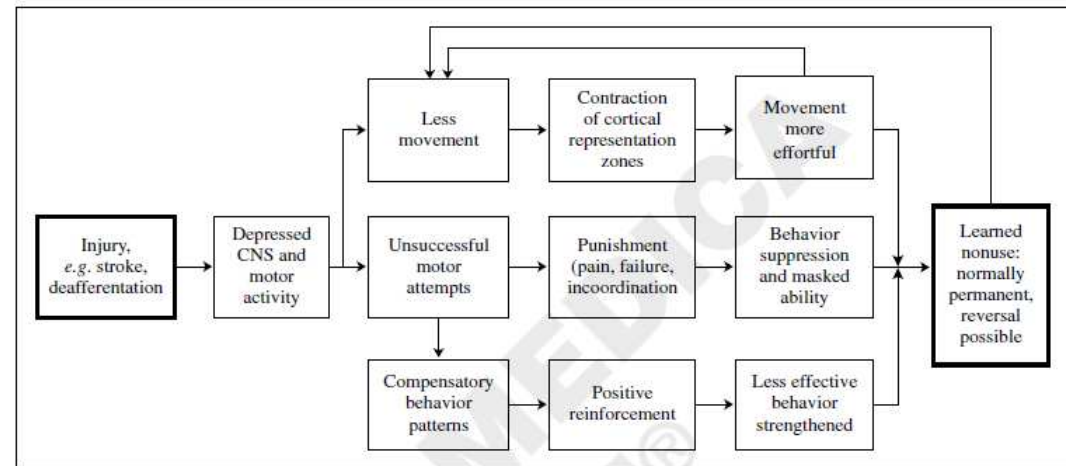 Less
movement
Contraction
of cortical
representation
zones
Movement
more
effortful
Injury,
e.g. stroke,
deafferentation
Depressed
CNS and
motor
activity
Unsuccessful
motor
attempts
Punishment
(pain, failure,
incoordination
Behavior
suppression
and masked
ability
Learned
nonuse:
normally
permanent,
reversal
possible
Compensatory
behavior
patterns
Positive
reinforcement
Less effective
behavior
strengthened
MEDICA
®